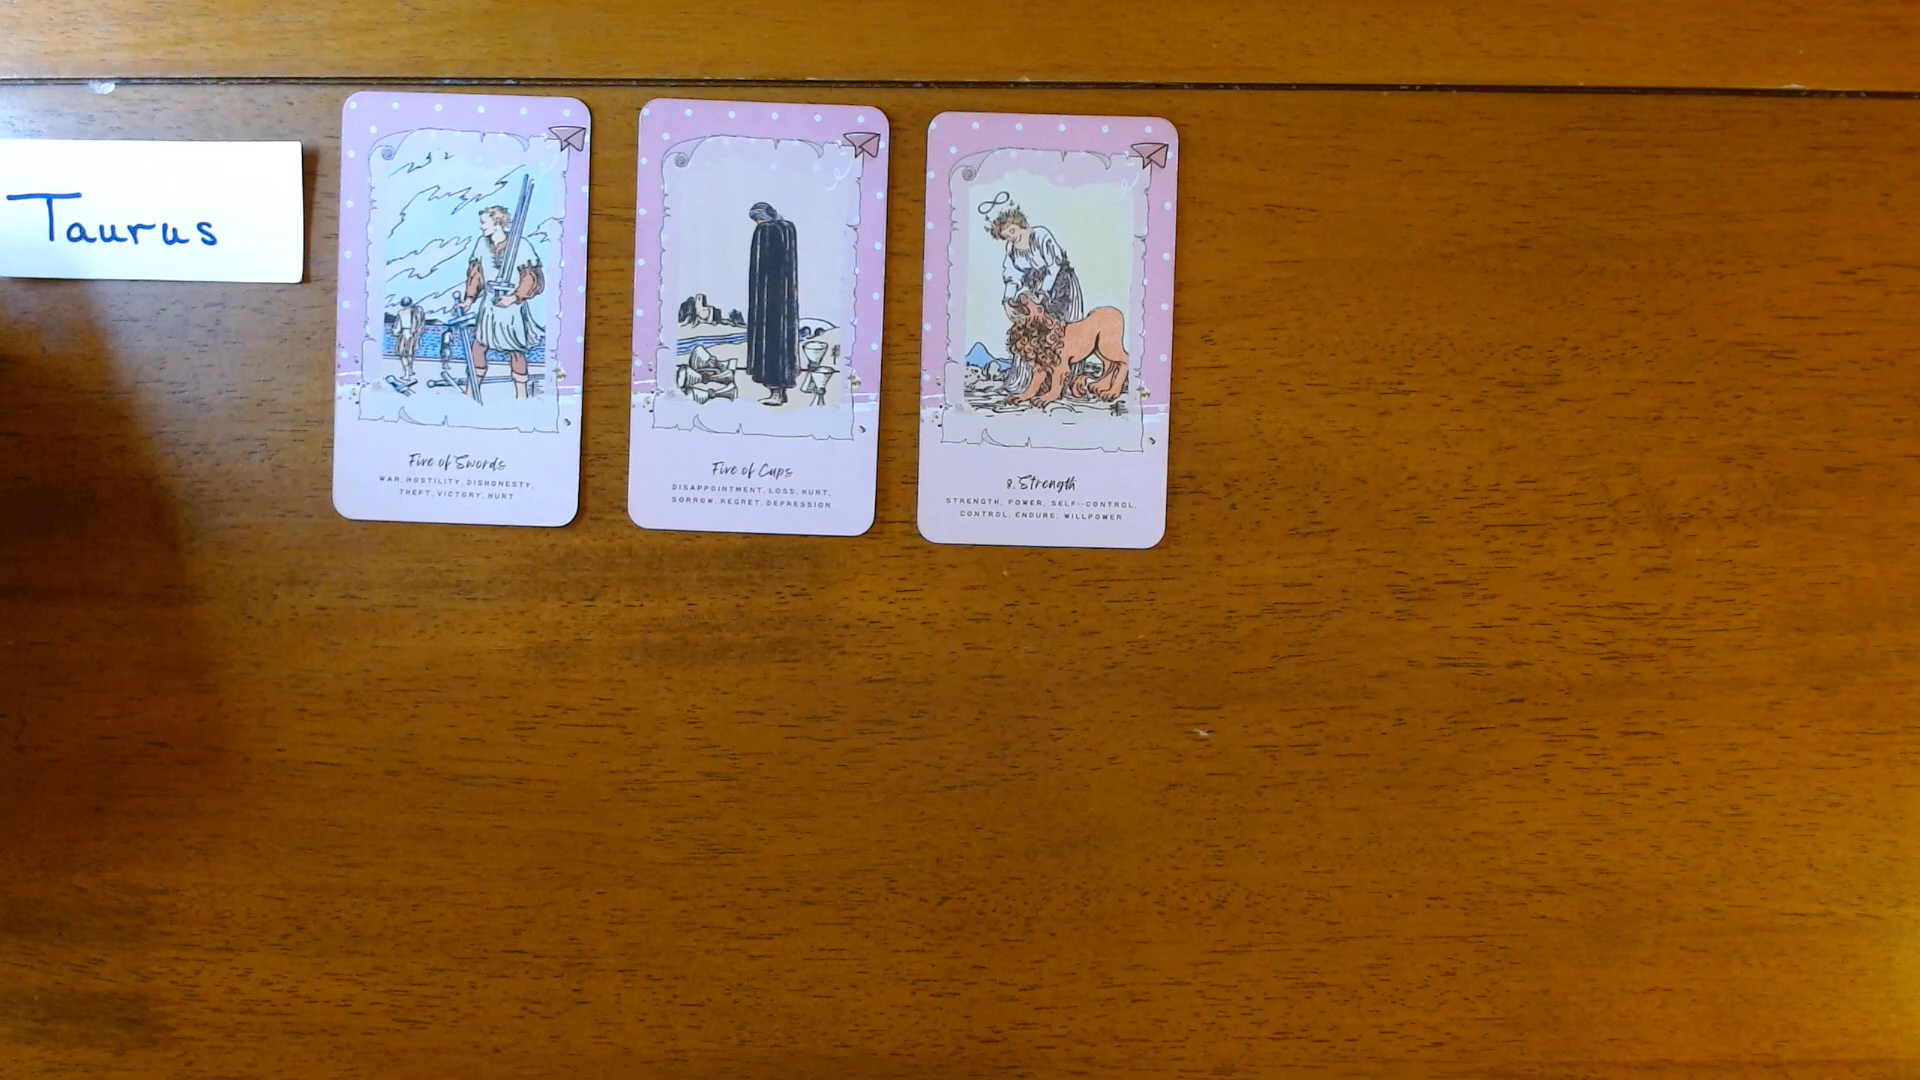 Taurus
Five of Swords
WAR, HOSTILITY, DISHONESTY,
THEFT, VICTORY, HURT
Five of Cups
DISAPPOINTMENT, LOSS, HURT,
SORROW, REGRET, DEPRESSION
8. Strength
STRENGTH, POWER, SELF-CONTROL,
CONTROL, ENDURE, WILLPOWER